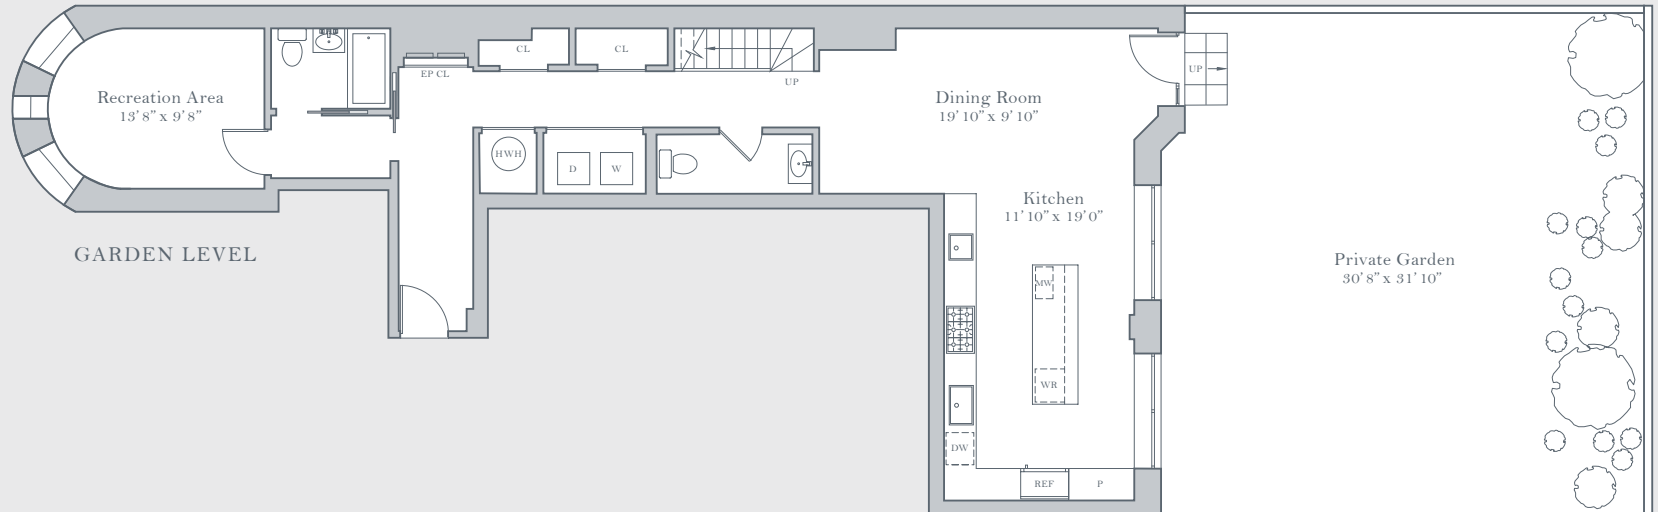 CL
CL
EP CL
UP
UP
Recreation Area
13'8" x 9'8"
Dining Room
19'10" x 9'10"
HWH
D
W
Kitchen
11'10" x 19'0"
GARDEN LEVEL
Private Garden
30'8" x 31'10"
MW
WR
DW
REF
P